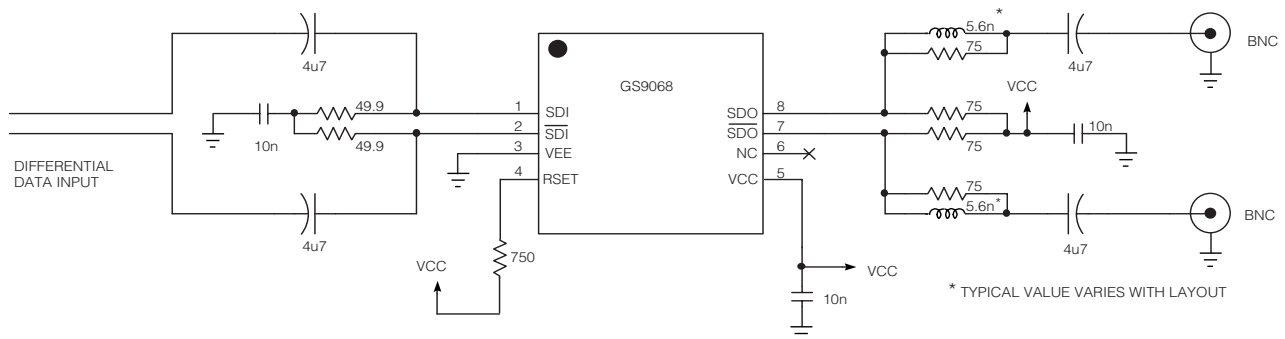 4u7
49.9
10n
49.9
DIFFERENTIAL
DATA INPUT
4u7
VCC
750
1
2
3
4
GS9068
SDI
SDI
VEE
RSET
SDO
SDO
NC
VCC
8
7
6
5
VCC
10n
5.6n*
75
4u7
BNC
VCC
75
75
10n
75
5.6n*
4u7
BNC
* TYPICAL VALUE VARIES WITH LAYOUT